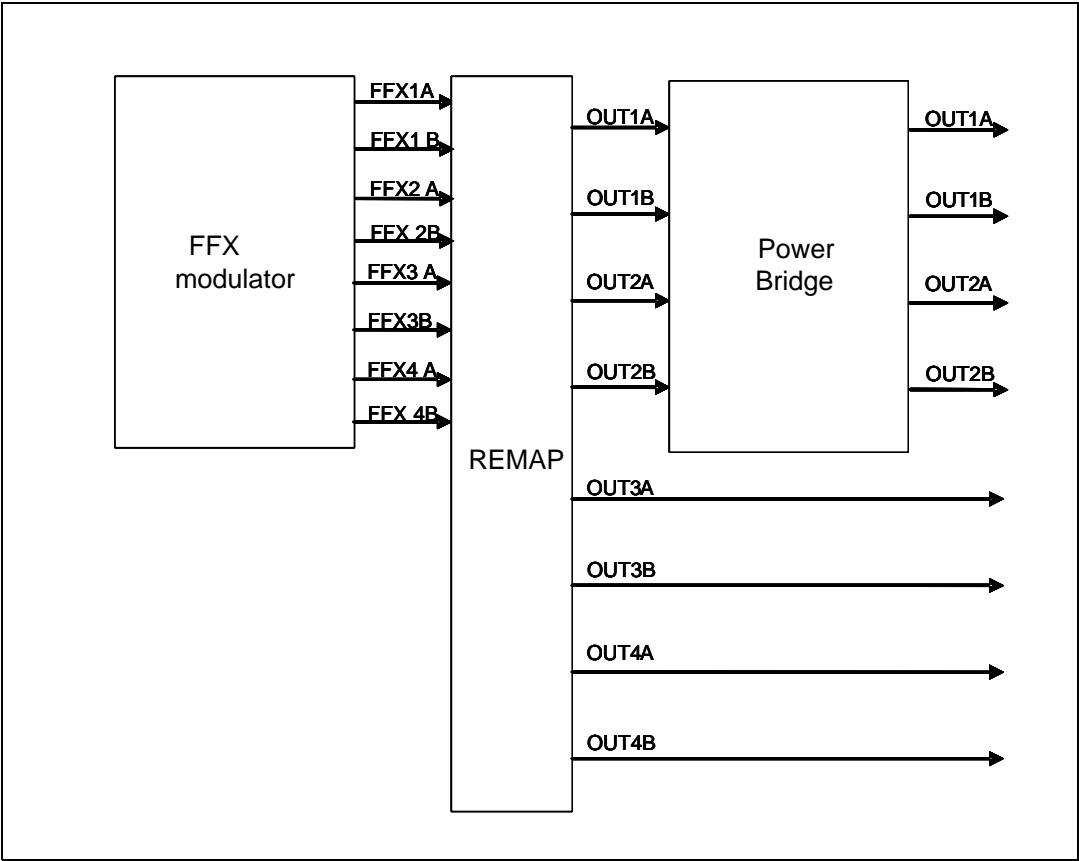 FFX
modulator
FFX1A
FFX1 B
FFX2 A
FFX 2B
FFX3 A
FFX3B
FFX4 A
FFX 4B
REMAP
OUT1A
OUT1B
OUT2A
OUT2B
OUT3A
OUT3B
OUT4A
OUT4B
Power
Bridge
OUT1A
OUT1B
OUT2A
OUT2B